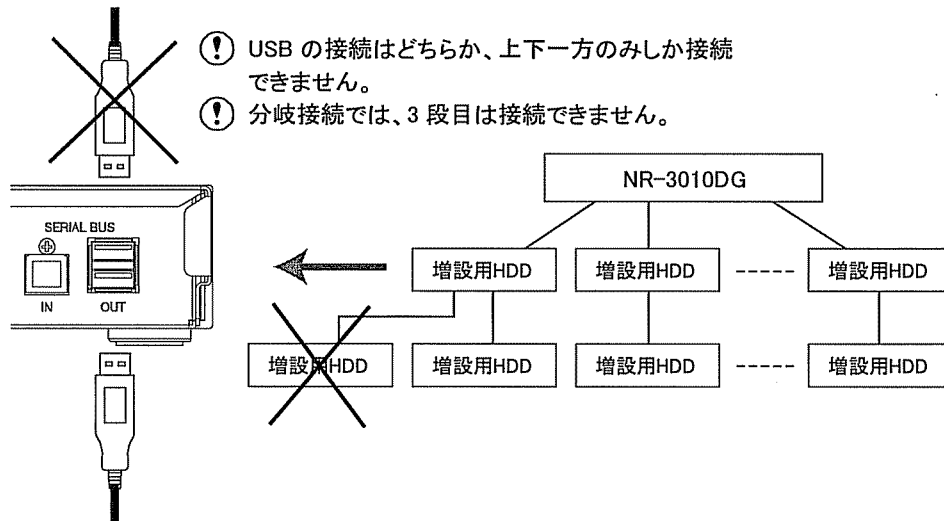 USB の接続はどちらか、上下一方のみしか接続
できません。
分岐接続では、3 段目は接続できません。
NR-3010DG
SERIAL BUS
IN
OUT
増設用HDD
増設用HDD
増設用HDD
増設用HDD
増設用HDD
増設用HDD
増設用HDD